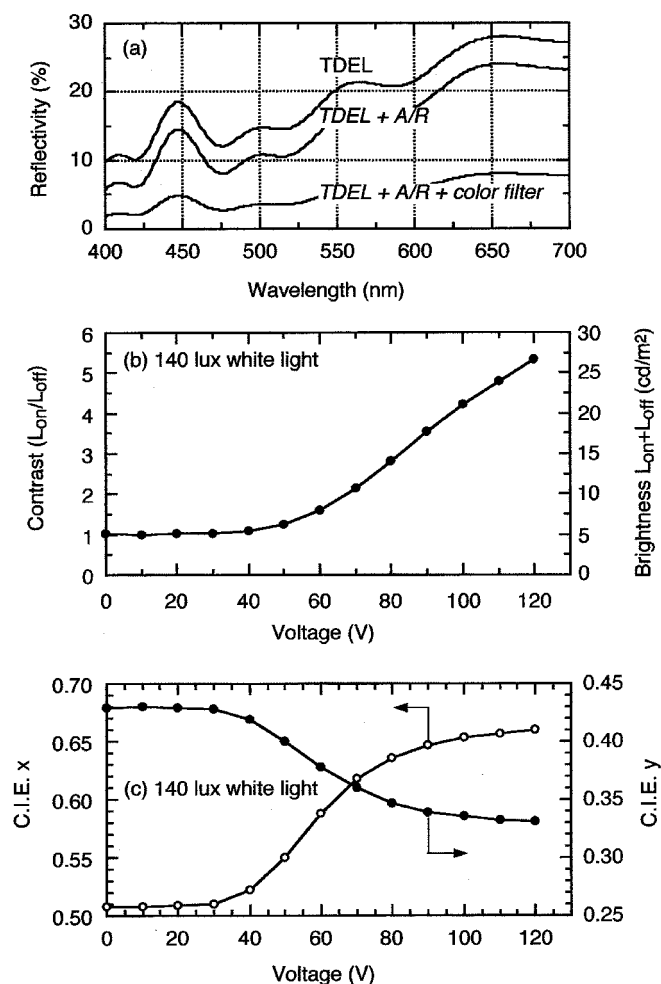 30
(a)
TDEL
20
TDEL + A/R
10
TDEL + A/R + color filter
0
Reflectivity (%)
400 450 500 550 600 650 700
Wavelength (nm)
6
5
4
3
2
1
0
Contrast (Lon/Loff)
(b) 140 lux white light
30
25
20
15
10
5
0
Brightness Lon+Loff (cd/m²)
0 20 40 60 80 100 120
Voltage (V)
0.70
0.65
0.60
0.55
0.50
C.I.E. x
(c) 140 lux white light
0.45
0.40
0.35
0.30
0.25
C.I.E. y
0 20 40 60 80 100 120
Voltage (V)